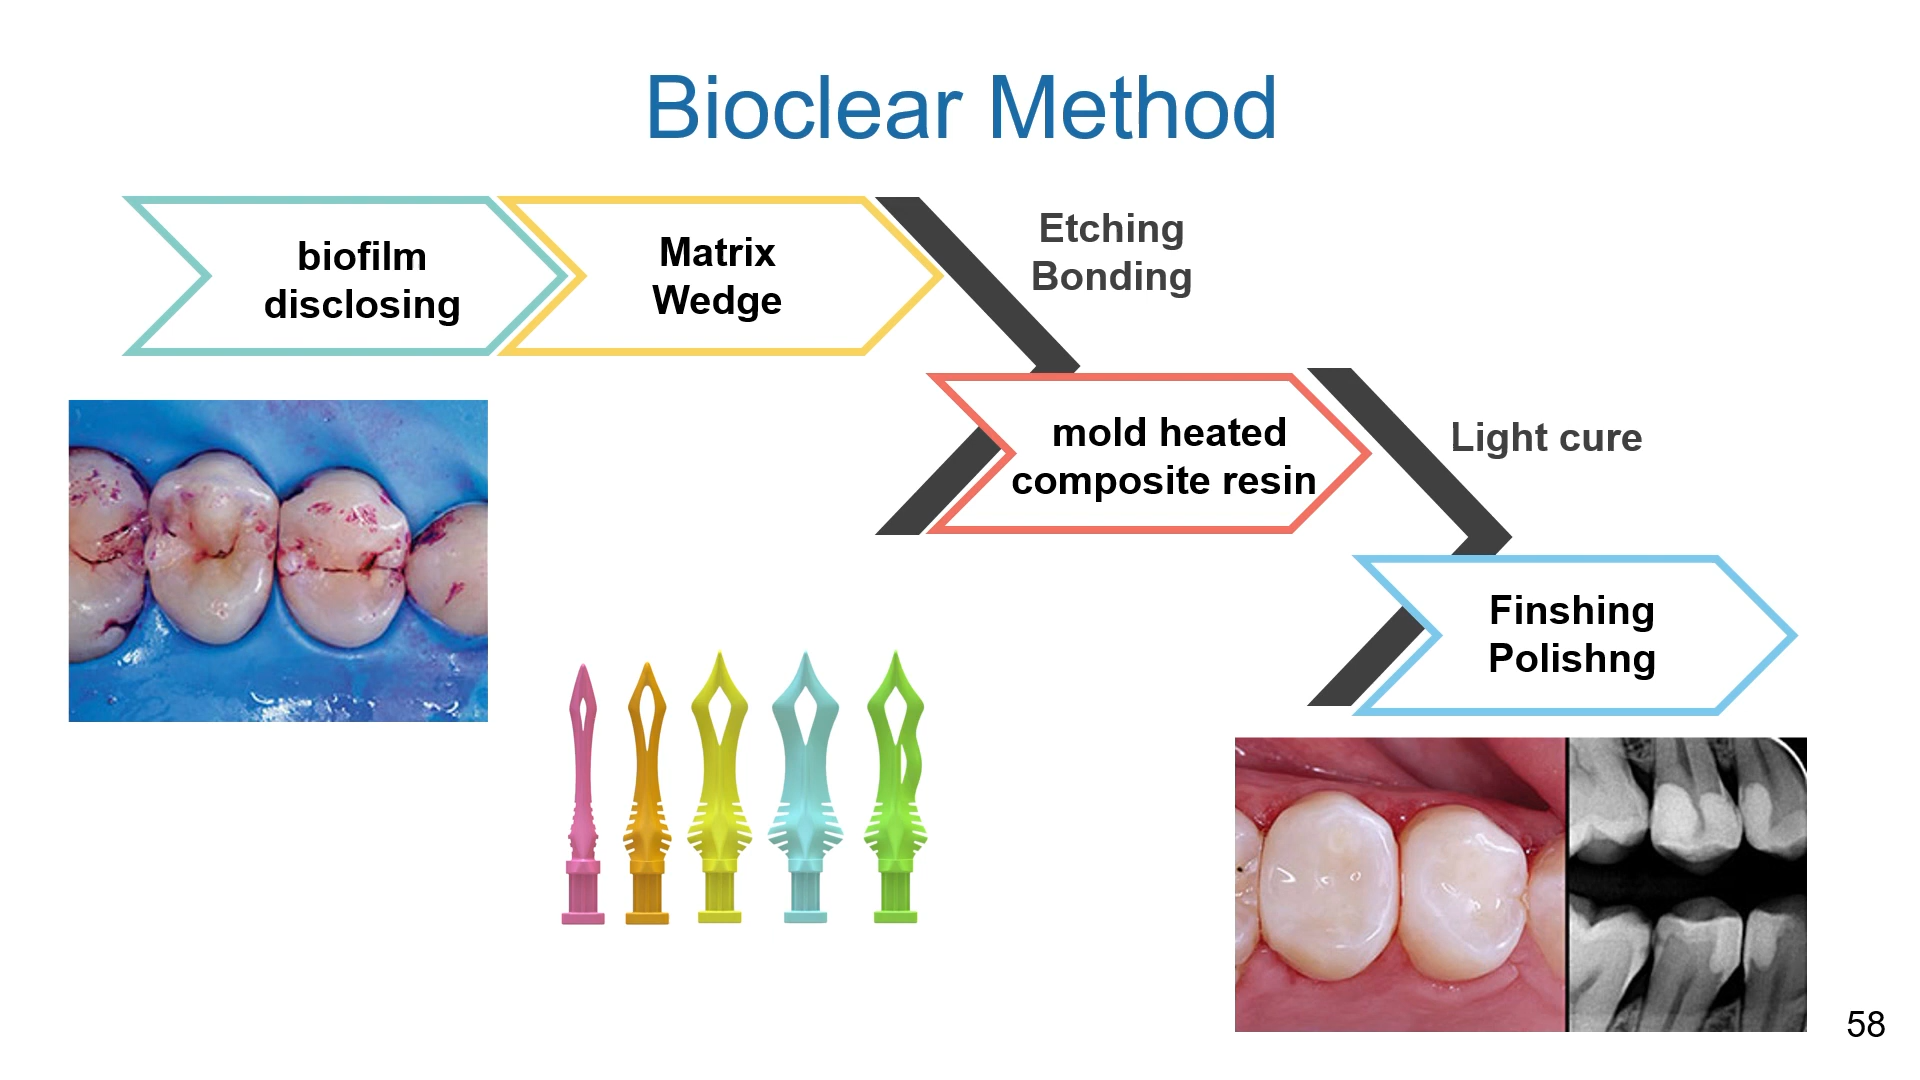 Bioclear Method
biofilm
disclosing
Matrix
Wedge
Etching
Bonding
mold heated
composite resin
Light cure
Finshing
Polishng
58